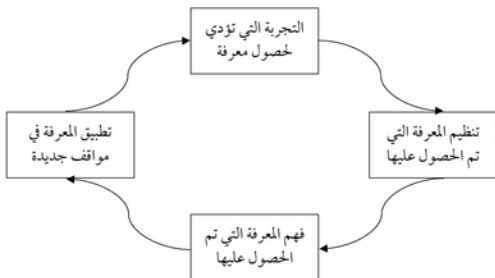 التجربة التي تؤدي
لحصول معرفة
تنظيم المعرفة التي
تم الحصول عليها
فهم المعرفة التي تم
الحصول عليها
تطبيق المعرفة في
مواقف جديدة